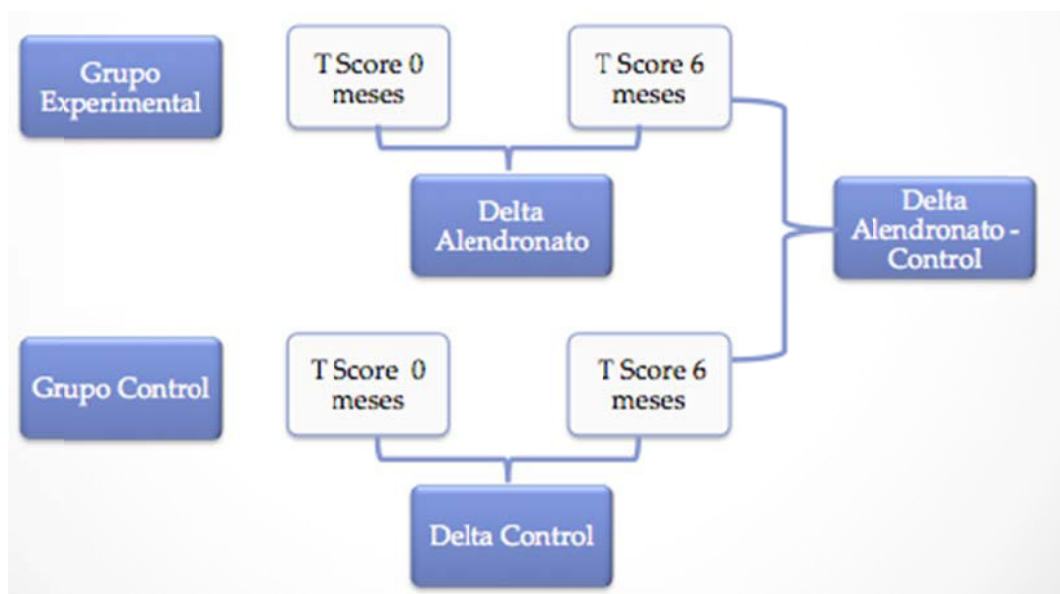 Grupo
Experimental
T Score 0
meses
T Score 6
meses
Delta
Alendronato
Delta
Alendronato -
Control
Grupo Control
T Score 0
meses
T Score 6
meses
Delta Control